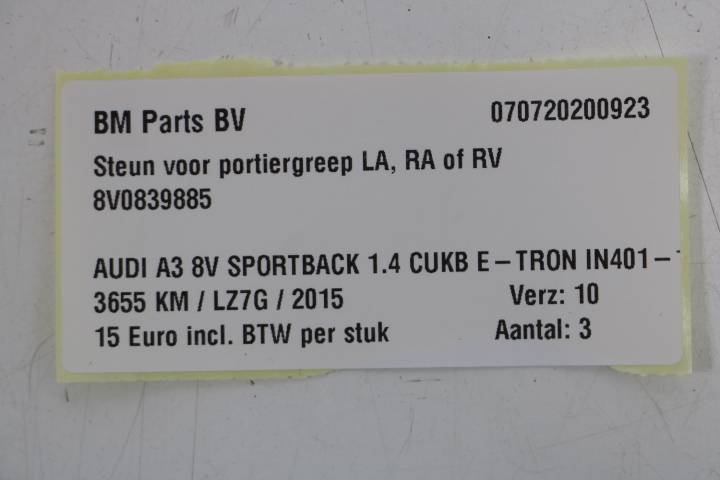 BM Parts BV 070720200923
Steun voor portiergreep LA, RA of RV
8V0839885
AUDI A3 8V SPORTBACK 1.4 CUKB E-TRON IN401-
3655 KM / LZ7G / 2015 Verz: 10
15 Euro incl. BTW per stuk Aantal: 3